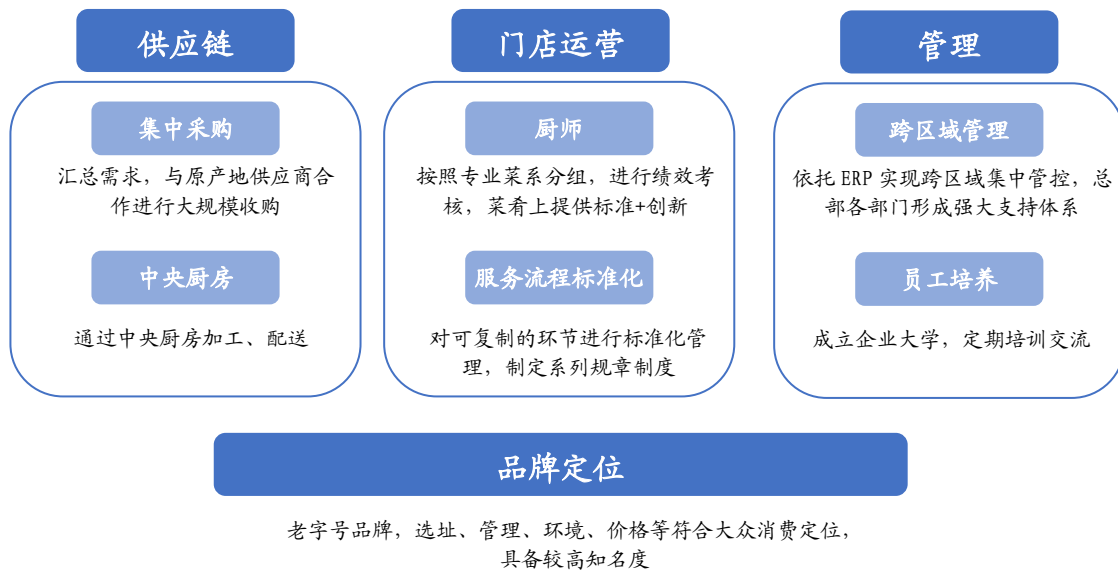 供应链
集中采购
汇总需求，与原产地供应商合
作进行大规模收购
中央厨房
通过中央厨房加工、配送
门店运营
厨师
按照专业菜系分组，进行绩效考
核，菜肴上提供标准+创新
服务流程标准化
对可复制的环节进行标准化管
理，制定系列规章制度
管理
跨区域管理
依托 ERP 实现跨区域集中管控，总
部各部门形成强大支持体系
员工培养
成立企业大学，定期培训交流
品牌定位
老字号品牌，选址、管理、环境、价格等符合大众消费定位，
具备较高知名度